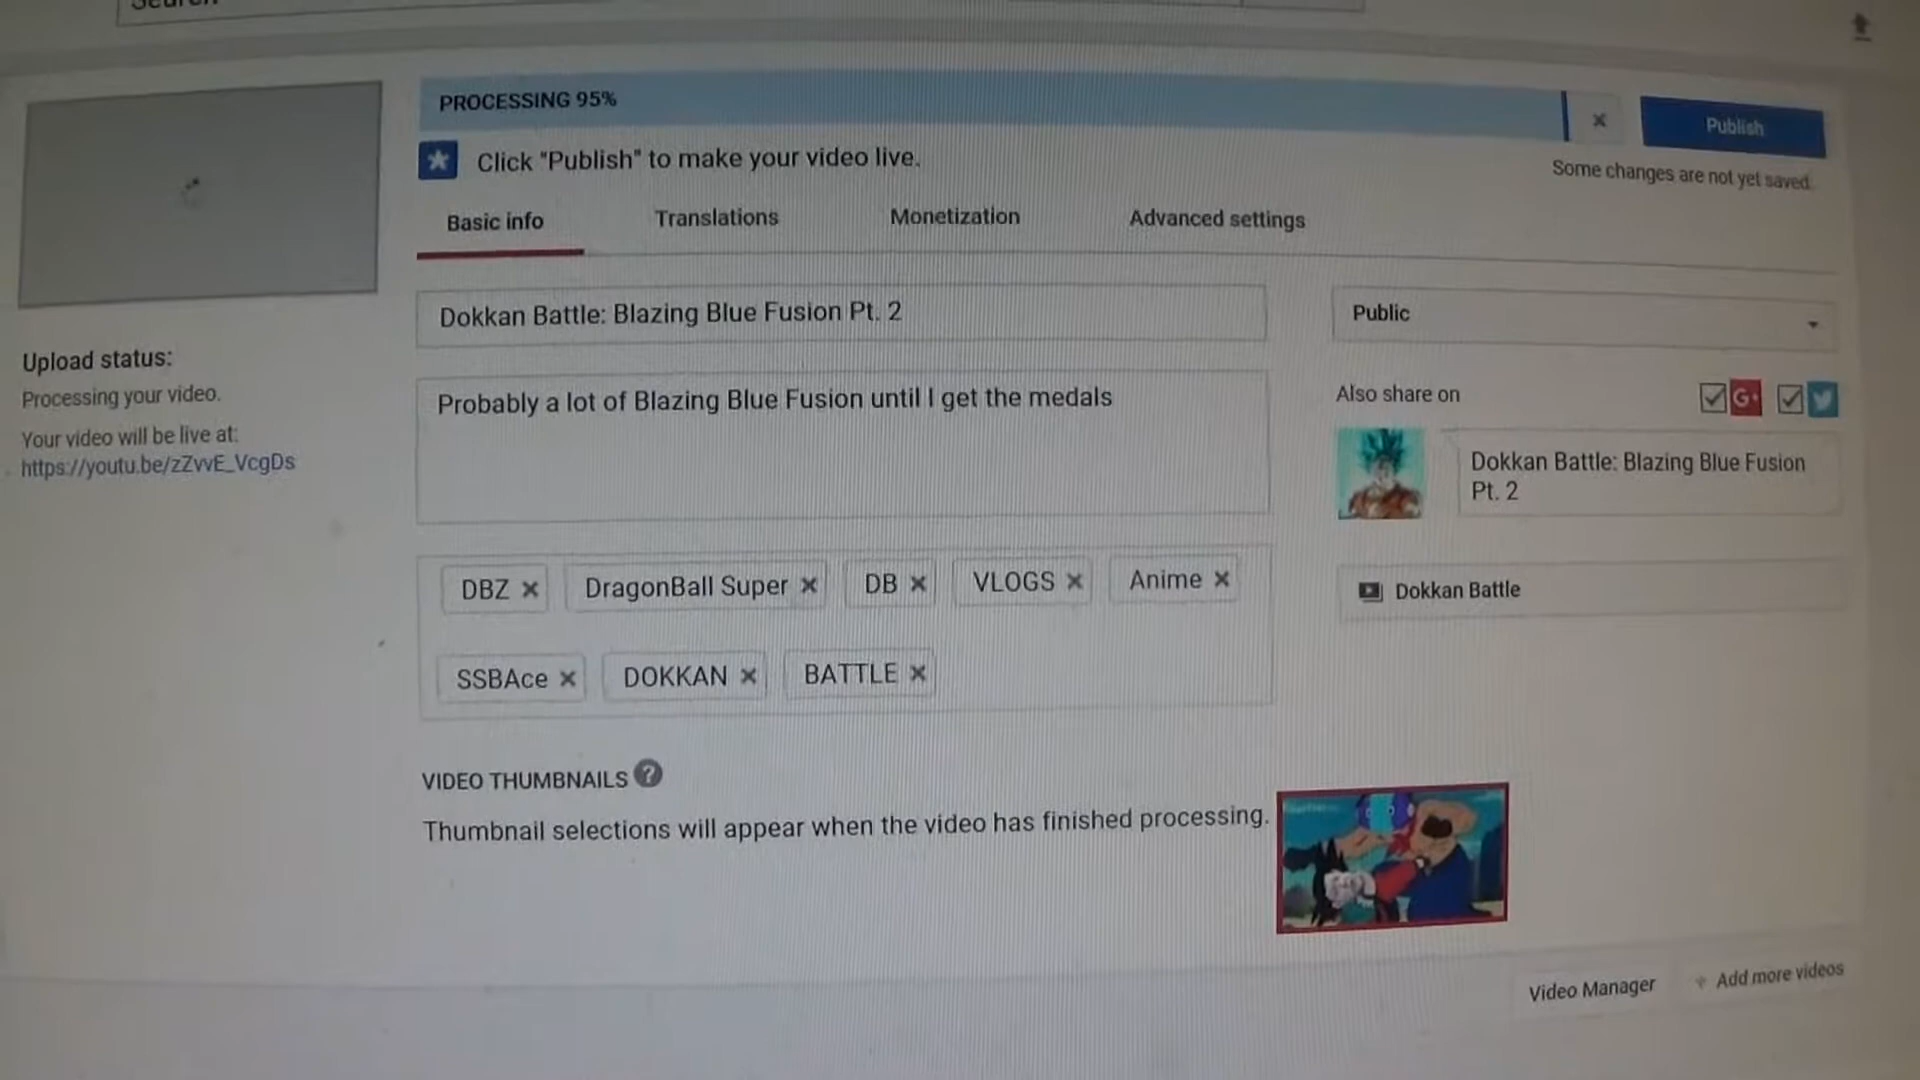 Search
PROCESSING 95%
Publish
Click "Publish" to make your video live.
Some changes are not yet saved.
Basic info
Translations
Monetization
Advanced settings
Dokkan Battle: Blazing Blue Fusion Pt. 2
Public
Upload status:
Processing your video.
Your video will be live at:
https://youtu.be/zZvvE_VcgDs
Probably a lot of Blazing Blue Fusion until I get the medals
Also share on
G+
Dokkan Battle: Blazing Blue Fusion
Pt. 2
DBZ
DragonBall Super
DB
VLOGS
Anime
Dokkan Battle
SSBAce
DOKKAN
BATTLE
VIDEO THUMBNAILS ?
Thumbnail selections will appear when the video has finished processing.
Video Manager
+ Add more videos